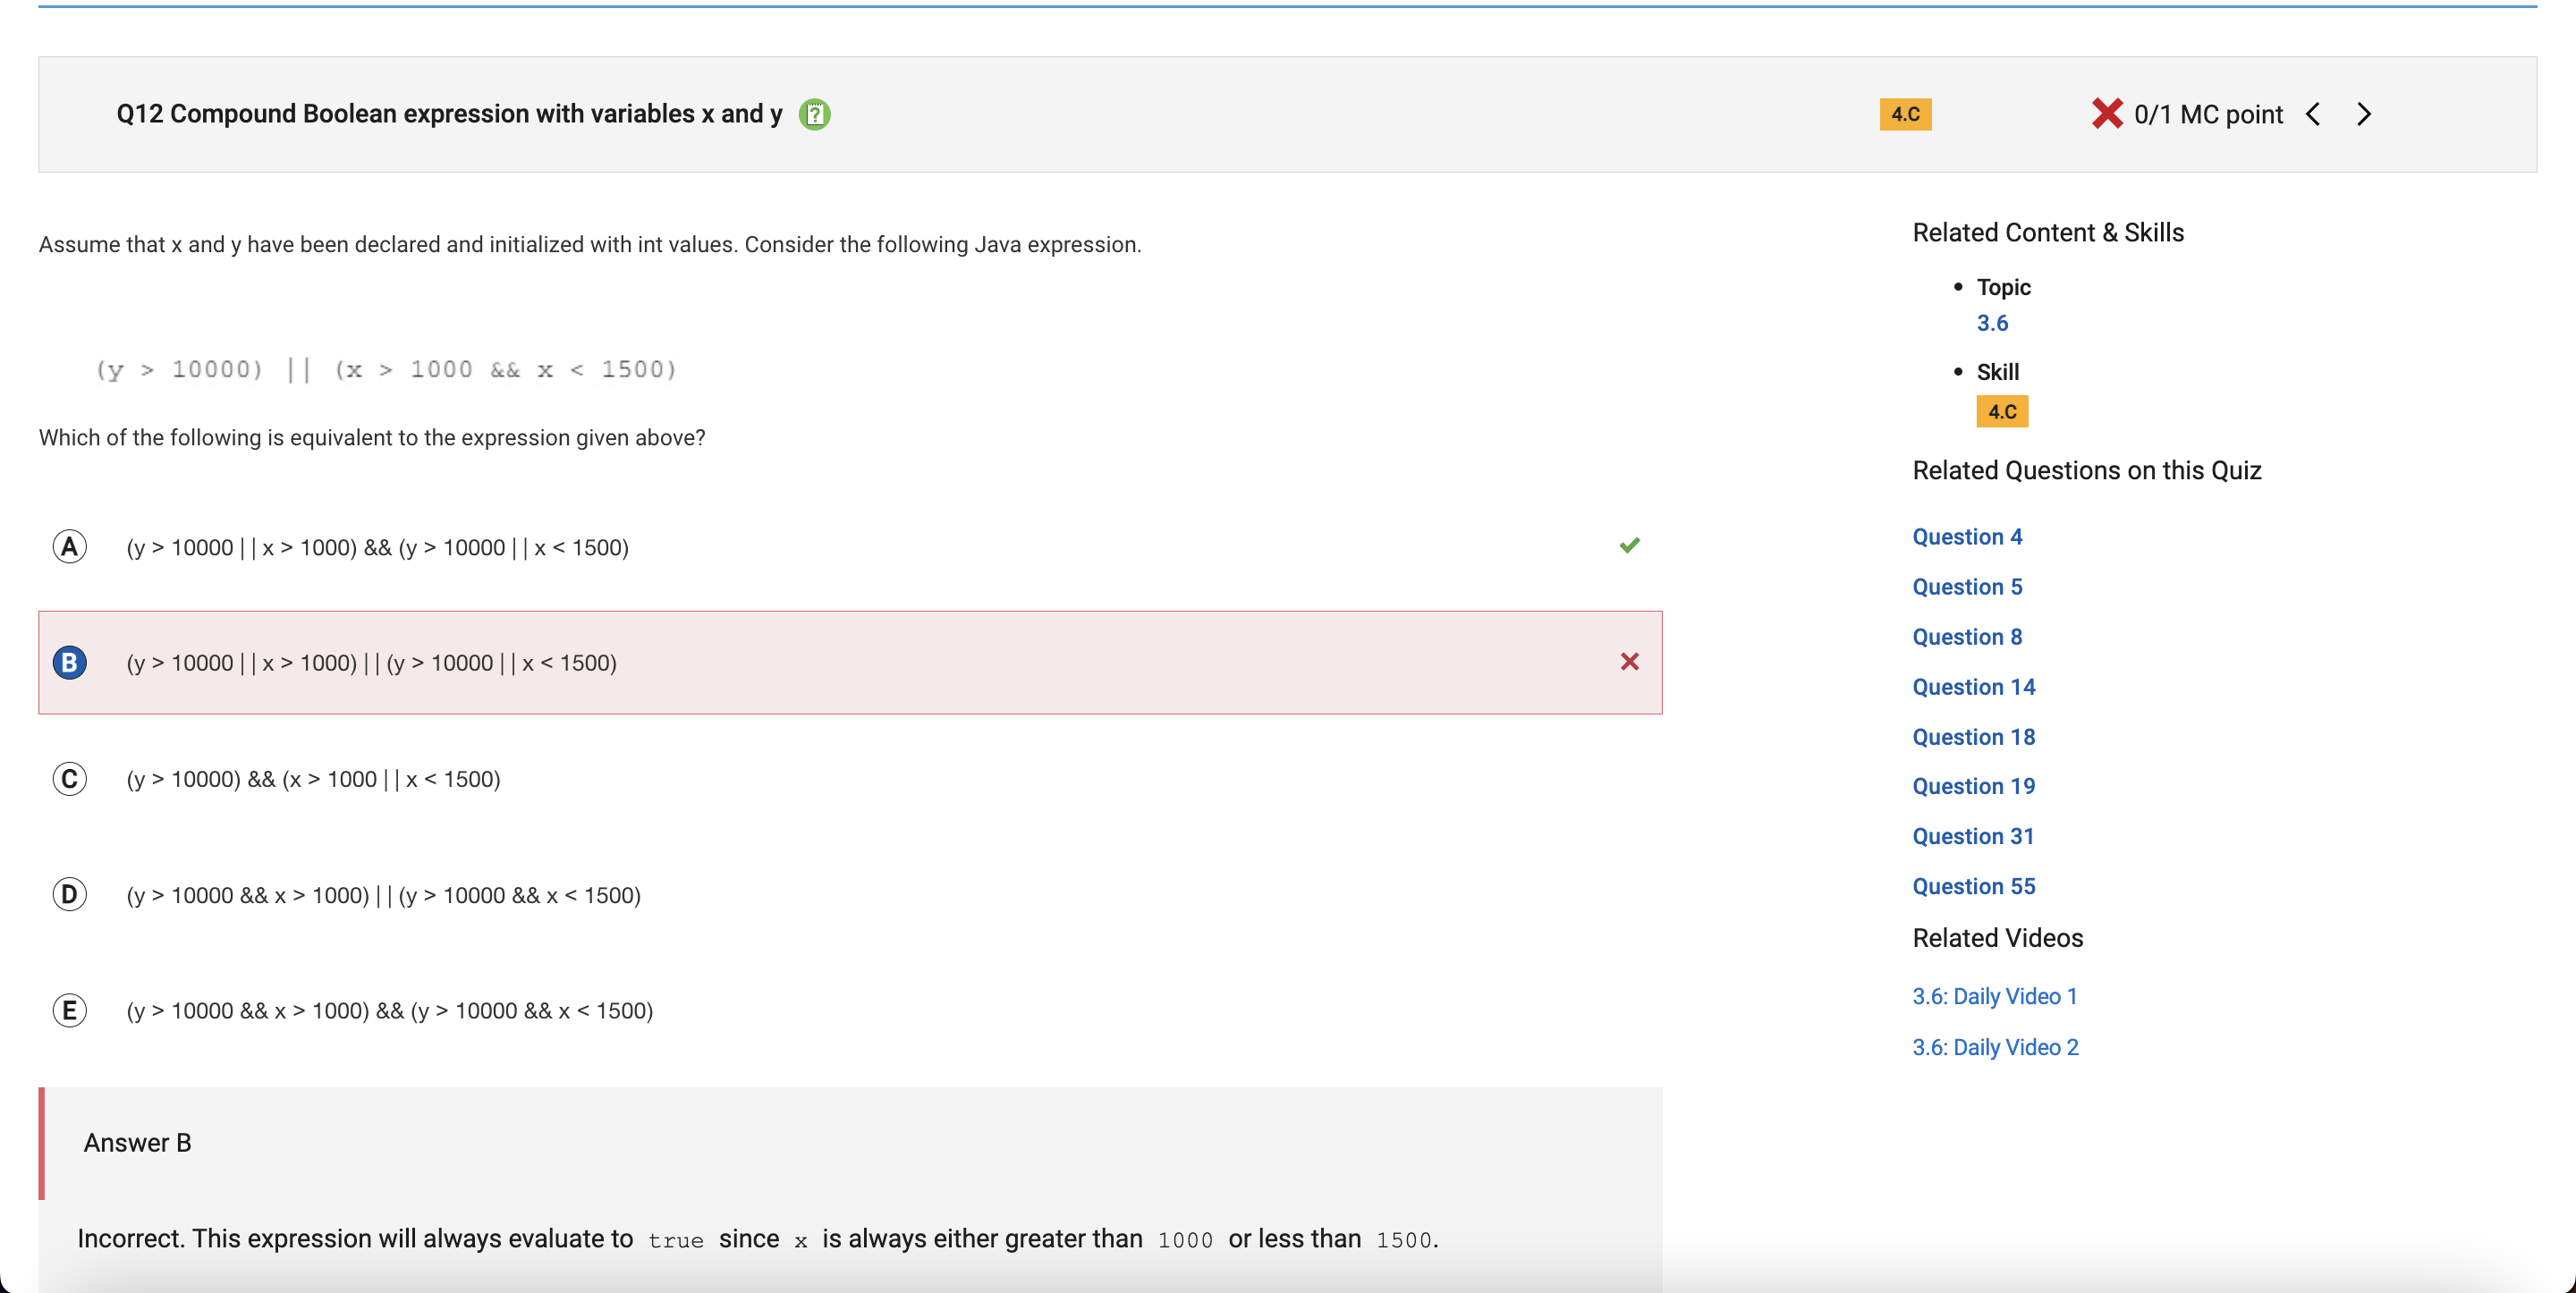 Q12 Compound Boolean expression with variables x and y ?
4.C
0/1 MC point < >
Assume that x and y have been declared and initialized with int values. Consider the following Java expression.
(y > 10000) || (x > 1000 && x < 1500)
Which of the following is equivalent to the expression given above?
A (y > 10000 || x > 1000) && (y > 10000 || x < 1500)
B (y > 10000 || x > 1000) || (y > 10000 || x < 1500)
C (y > 10000) && (x > 1000 || x < 1500)
D (y > 10000 && x > 1000) || (y > 10000 && x < 1500)
E (y > 10000 && x > 1000) && (y > 10000 && x < 1500)
Answer B
Incorrect. This expression will always evaluate to true since x is always either greater than 1000 or less than 1500.
Related Content & Skills
• Topic
3.6
• Skill
4.C
Related Questions on this Quiz
Question 4
Question 5
Question 8
Question 14
Question 18
Question 19
Question 31
Question 55
Related Videos
3.6: Daily Video 1
3.6: Daily Video 2